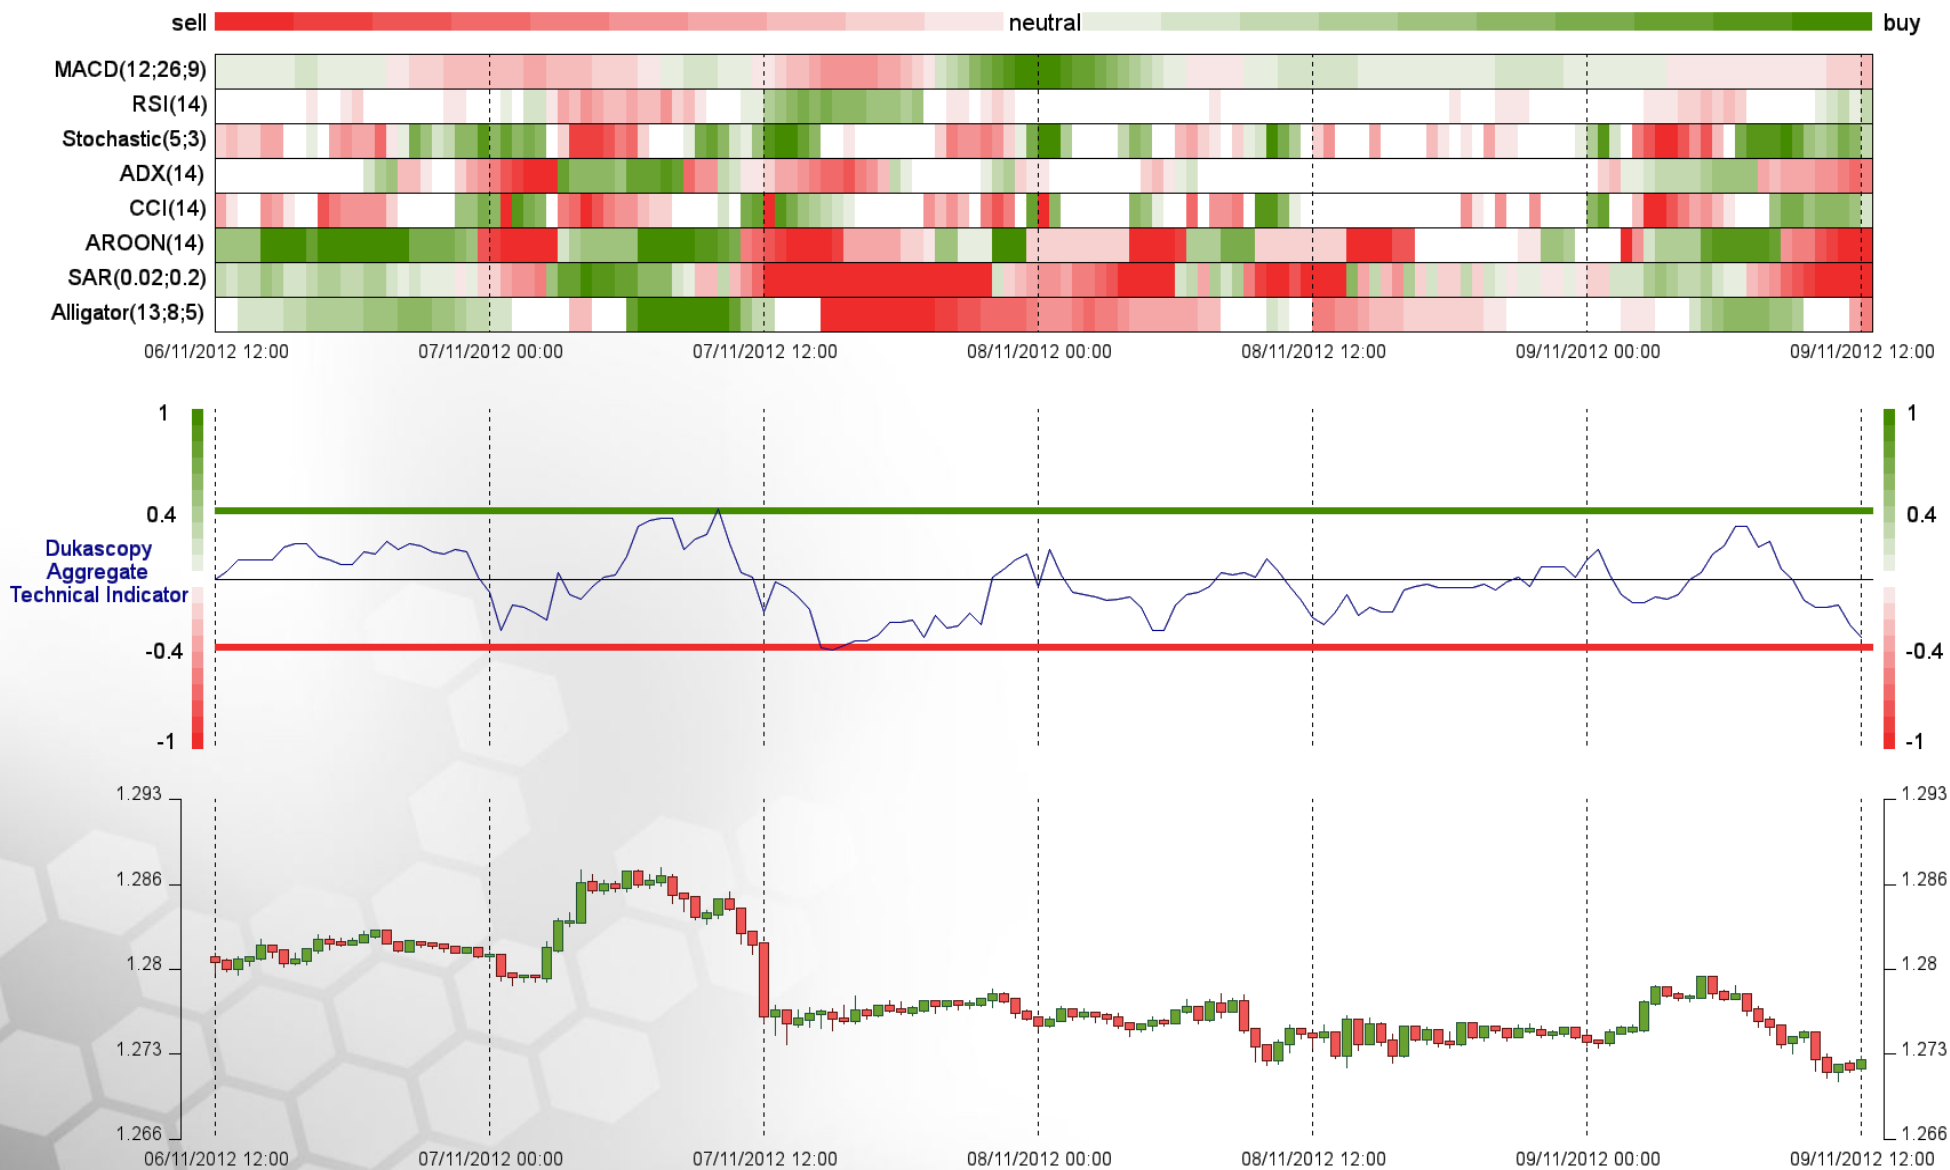 sell neutral buy
MACD(12;26;9)
RSI(14)
Stochastic(5;3)
ADX(14)
CCI(14)
AROON(14)
SAR(0.02;0.2)
Alligator(13;8;5)
06/11/2012 12:00 07/11/2012 00:00 07/11/2012 12:00 08/11/2012 00:00 08/11/2012 12:00 09/11/2012 00:00 09/11/2012 12:00
1 1
0.4 0.4
Dukascopy
Aggregate
Technical Indicator
-0.4 -0.4
-1 -1
1.293 1.293
1.286 1.286
1.28 1.28
1.273 1.273
1.266 1.266
06/11/2012 12:00 07/11/2012 00:00 07/11/2012 12:00 08/11/2012 00:00 08/11/2012 12:00 09/11/2012 00:00 09/11/2012 12:00